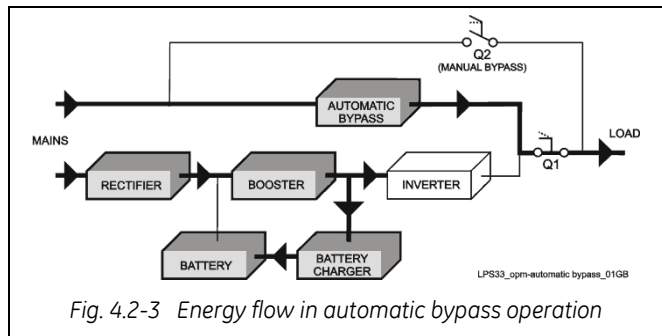 Q2
(MANUAL BYPASS)
AUTOMATIC
BYPASS
MAINS
LOAD
Q1
RECTIFIER
BOOSTER
INVERTER
BATTERY
BATTERY
CHARGER
LPS33_opm-automatic bypass_01GB
Fig. 4.2-3 Energy flow in automatic bypass operation